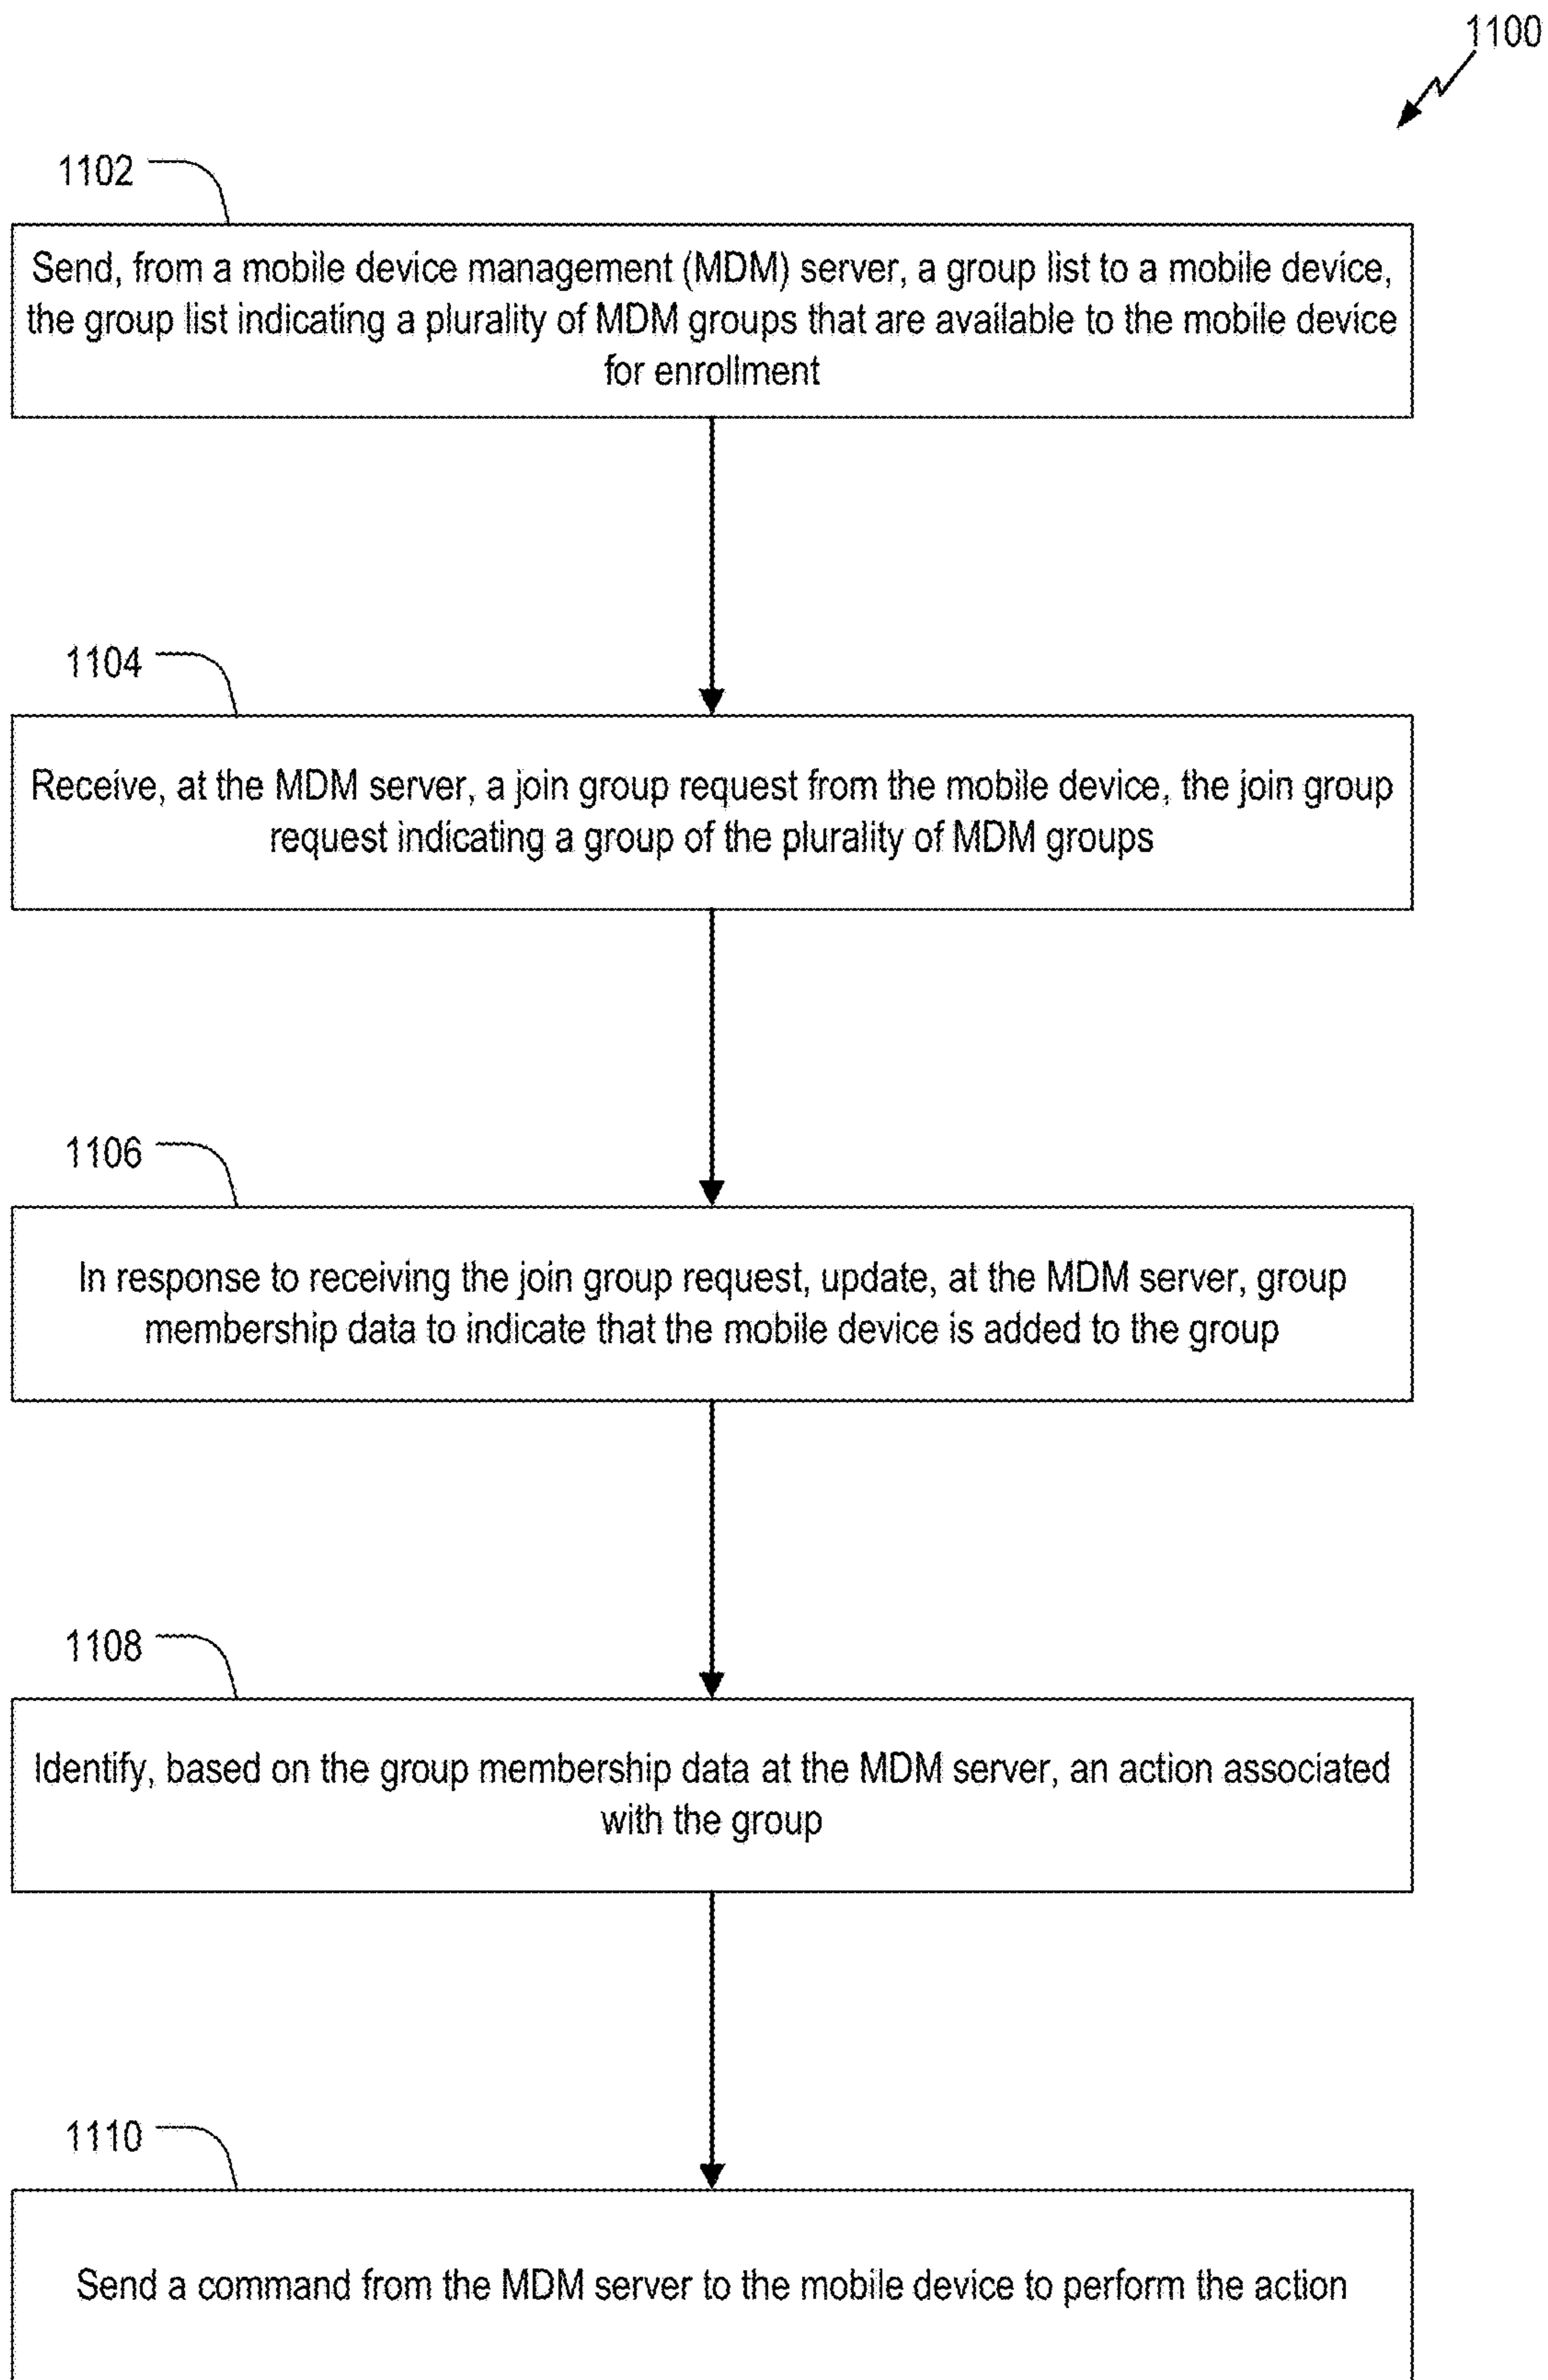 1100
1102
Send, from a mobile device management (MDM) server, a group list to a mobile device,
the group list indicating a plurality of MDM groups that are available to the mobile device
for enrollment
1104
Receive, at the MDM server, a join group request from the mobile device, the join group
request indicating a group of the plurality of MDM groups
1106
In response to receiving the join group request, update, at the MDM server, group
membership data to indicate that the mobile device is added to the group
1108
Identify, based on the group membership data at the MDM server, an action associated
with the group
1110
Send a command from the MDM server to the mobile device to perform the action